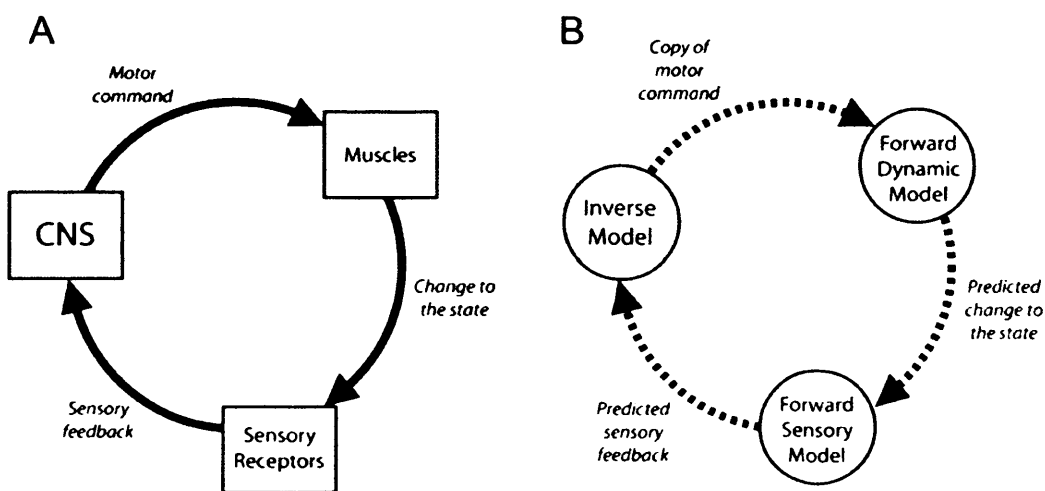 A
Motor
command
Muscles
CNS
Change to
the state
Sensory
feedback
Sensory
Receptors
B
Copy of
motor
command
Forward
Dynamic
Model
Inverse
Model
Predicted
change to
the state
Predicted
sensory
feedback
Forward
Sensory
Model